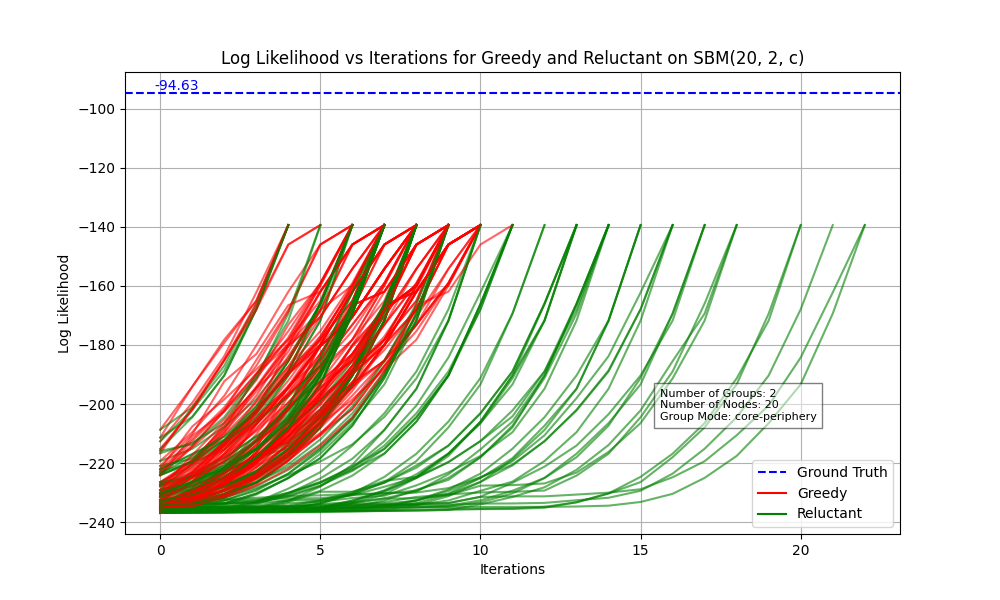 Log Likelihood vs Iterations for Greedy and Reluctant on SBM(20, 2, c)
-94.63
Log Likelihood
−100
−120
−140
−160
−180
−200
−220
−240
Number of Groups: 2
Number of Nodes: 20
Group Mode: core-periphery
Ground Truth
Greedy
Reluctant
0 5 10 15 20
Iterations